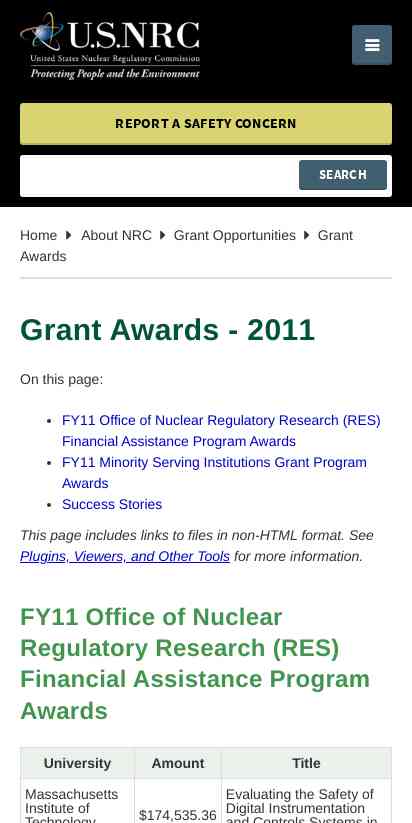 U.S.NRC
United States Nuclear Regulatory Commission
Protecting People and the Environment
REPORT A SAFETY CONCERN
SEARCH
Home About NRC Grant Opportunities Grant
Awards
Grant Awards - 2011
On this page:
• FY11 Office of Nuclear Regulatory Research (RES)
Financial Assistance Program Awards
• FY11 Minority Serving Institutions Grant Program
Awards
• Success Stories
This page includes links to files in non-HTML format. See
Plugins, Viewers, and Other Tools for more information.
FY11 Office of Nuclear
Regulatory Research (RES)
Financial Assistance Program
Awards
University Amount Title
Massachusetts
Institute of
Technology
$174,535.36
Evaluating the Safety of
Digital Instrumentation
and Controls Systems in